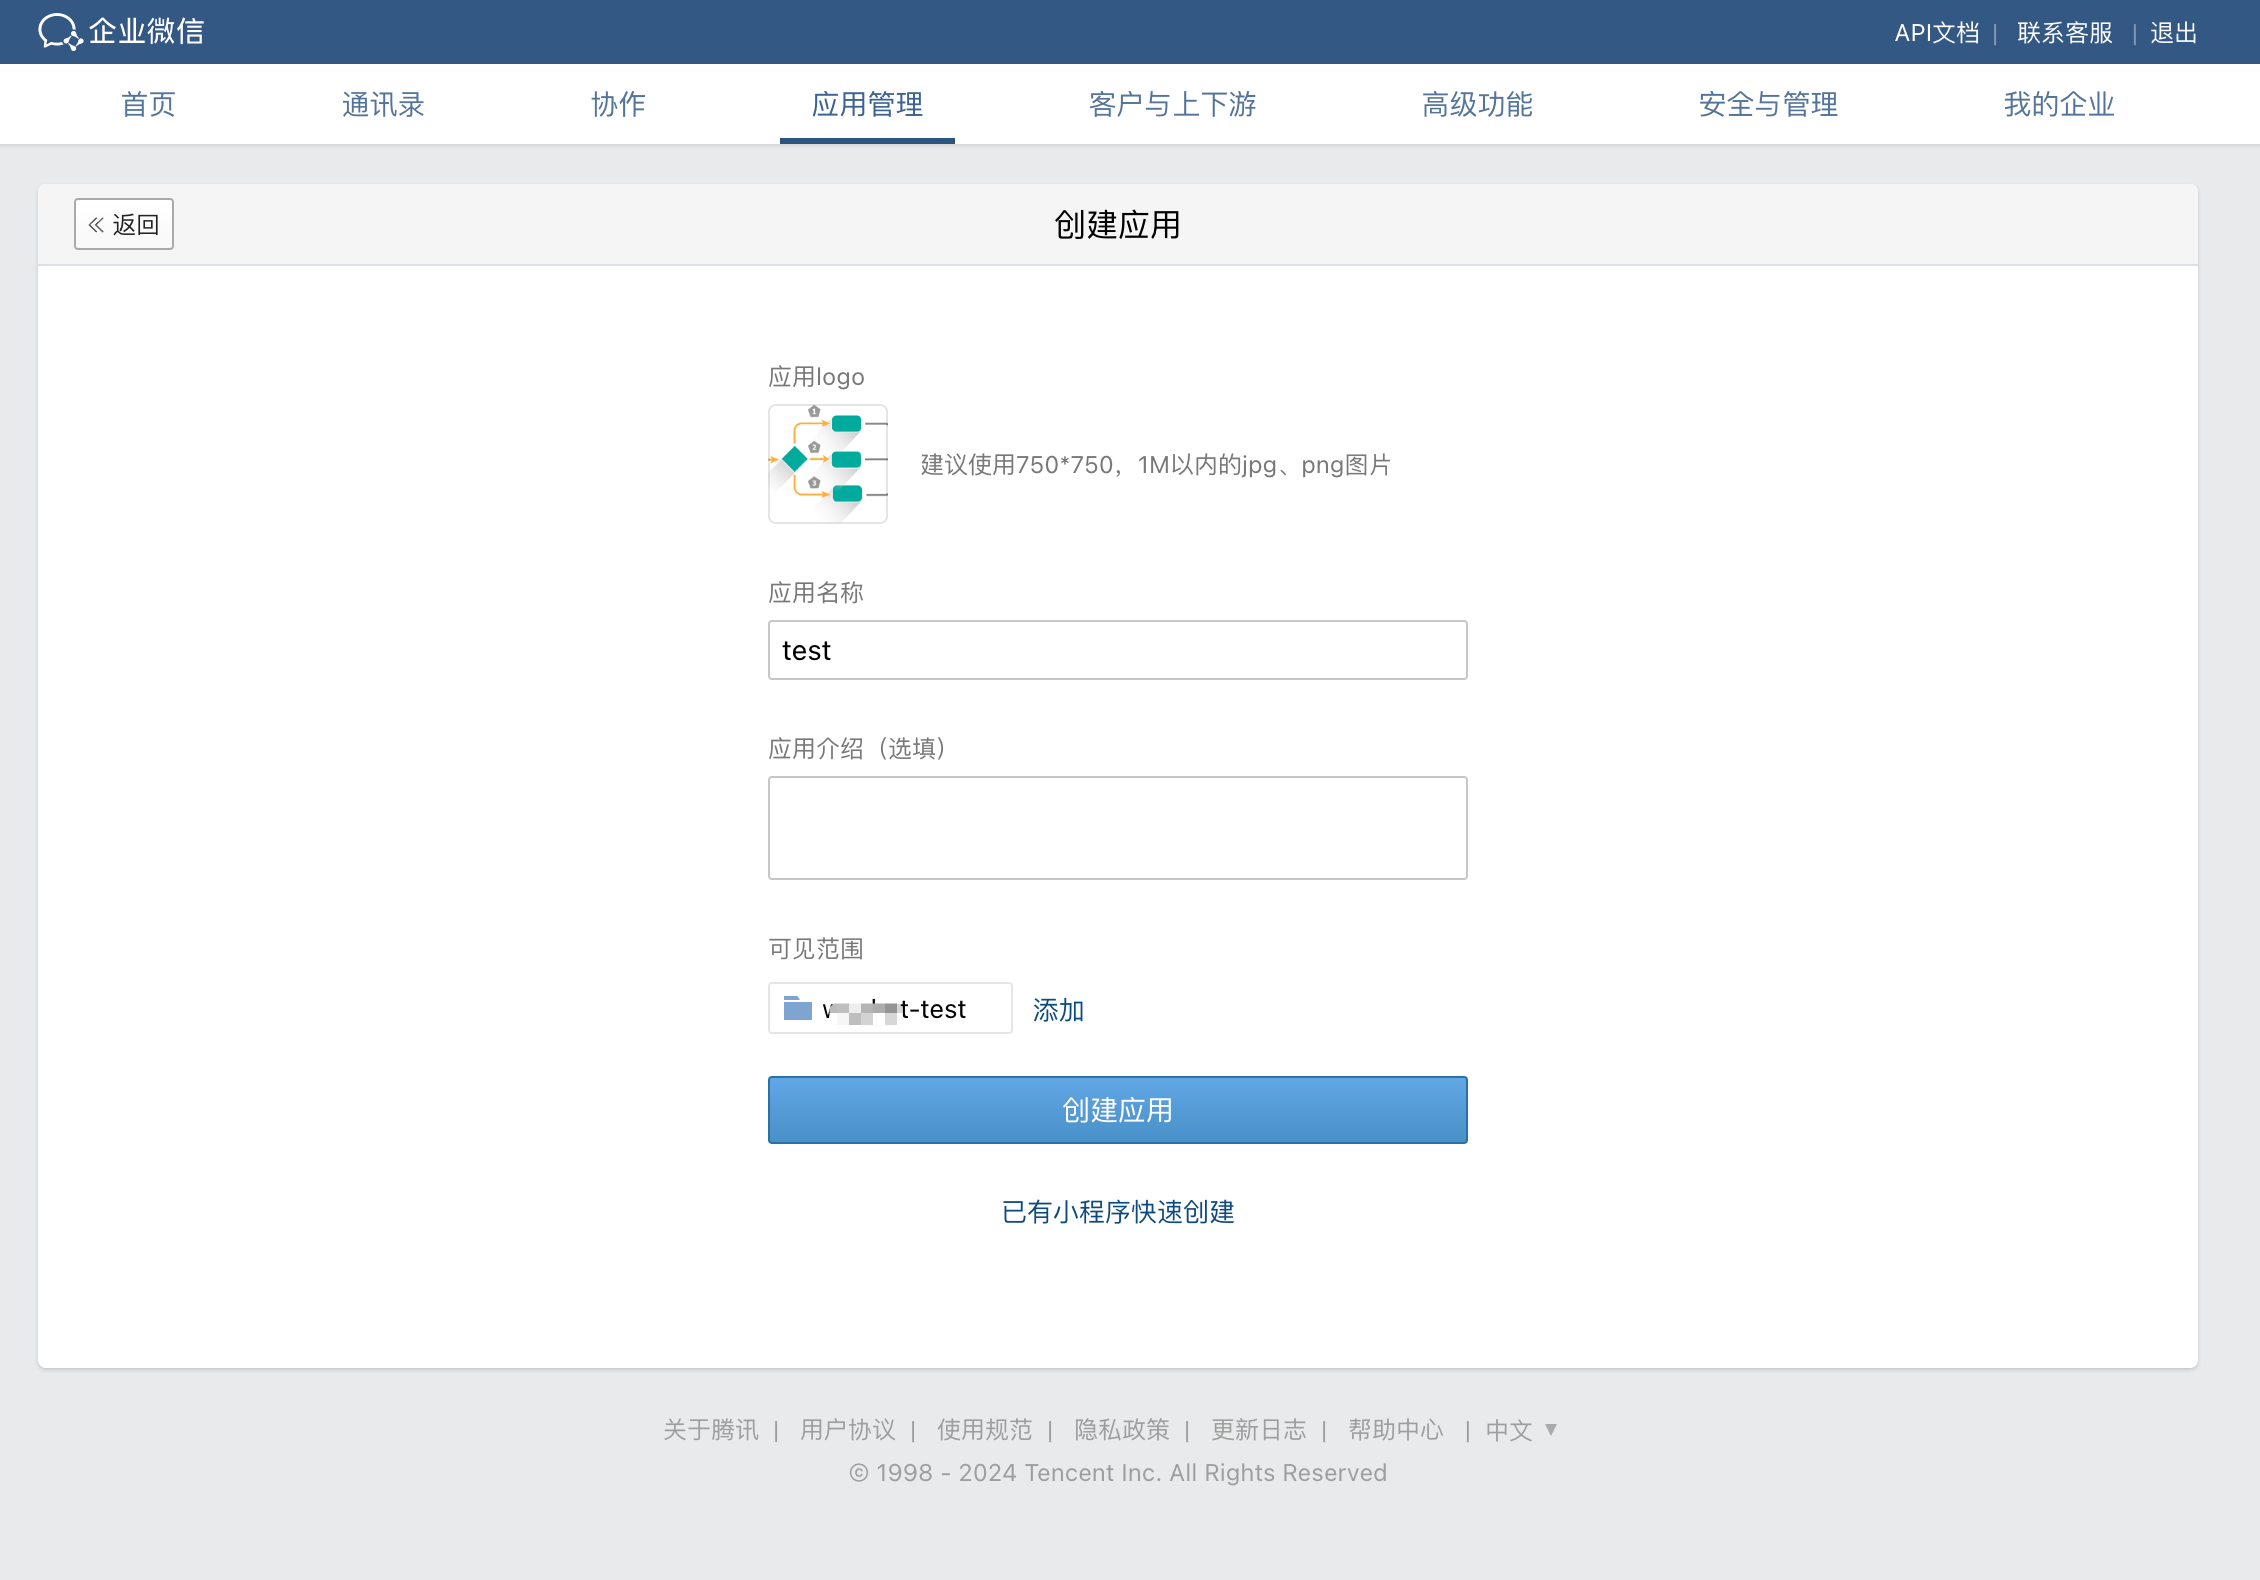 企业微信
API文档 | 联系客服 | 退出
首页 通讯录 协作 应用管理 客户与上下游 高级功能 安全与管理 我的企业
« 返回
创建应用
应用logo
1
2
3
建议使用750*750，1M以内的jpg、png图片
应用名称
test
应用介绍（选填）
可见范围
t-test 添加
创建应用
已有小程序快速创建
关于腾讯 | 用户协议 | 使用规范 | 隐私政策 | 更新日志 | 帮助中心 | 中文 ▼
© 1998 - 2024 Tencent Inc. All Rights Reserved